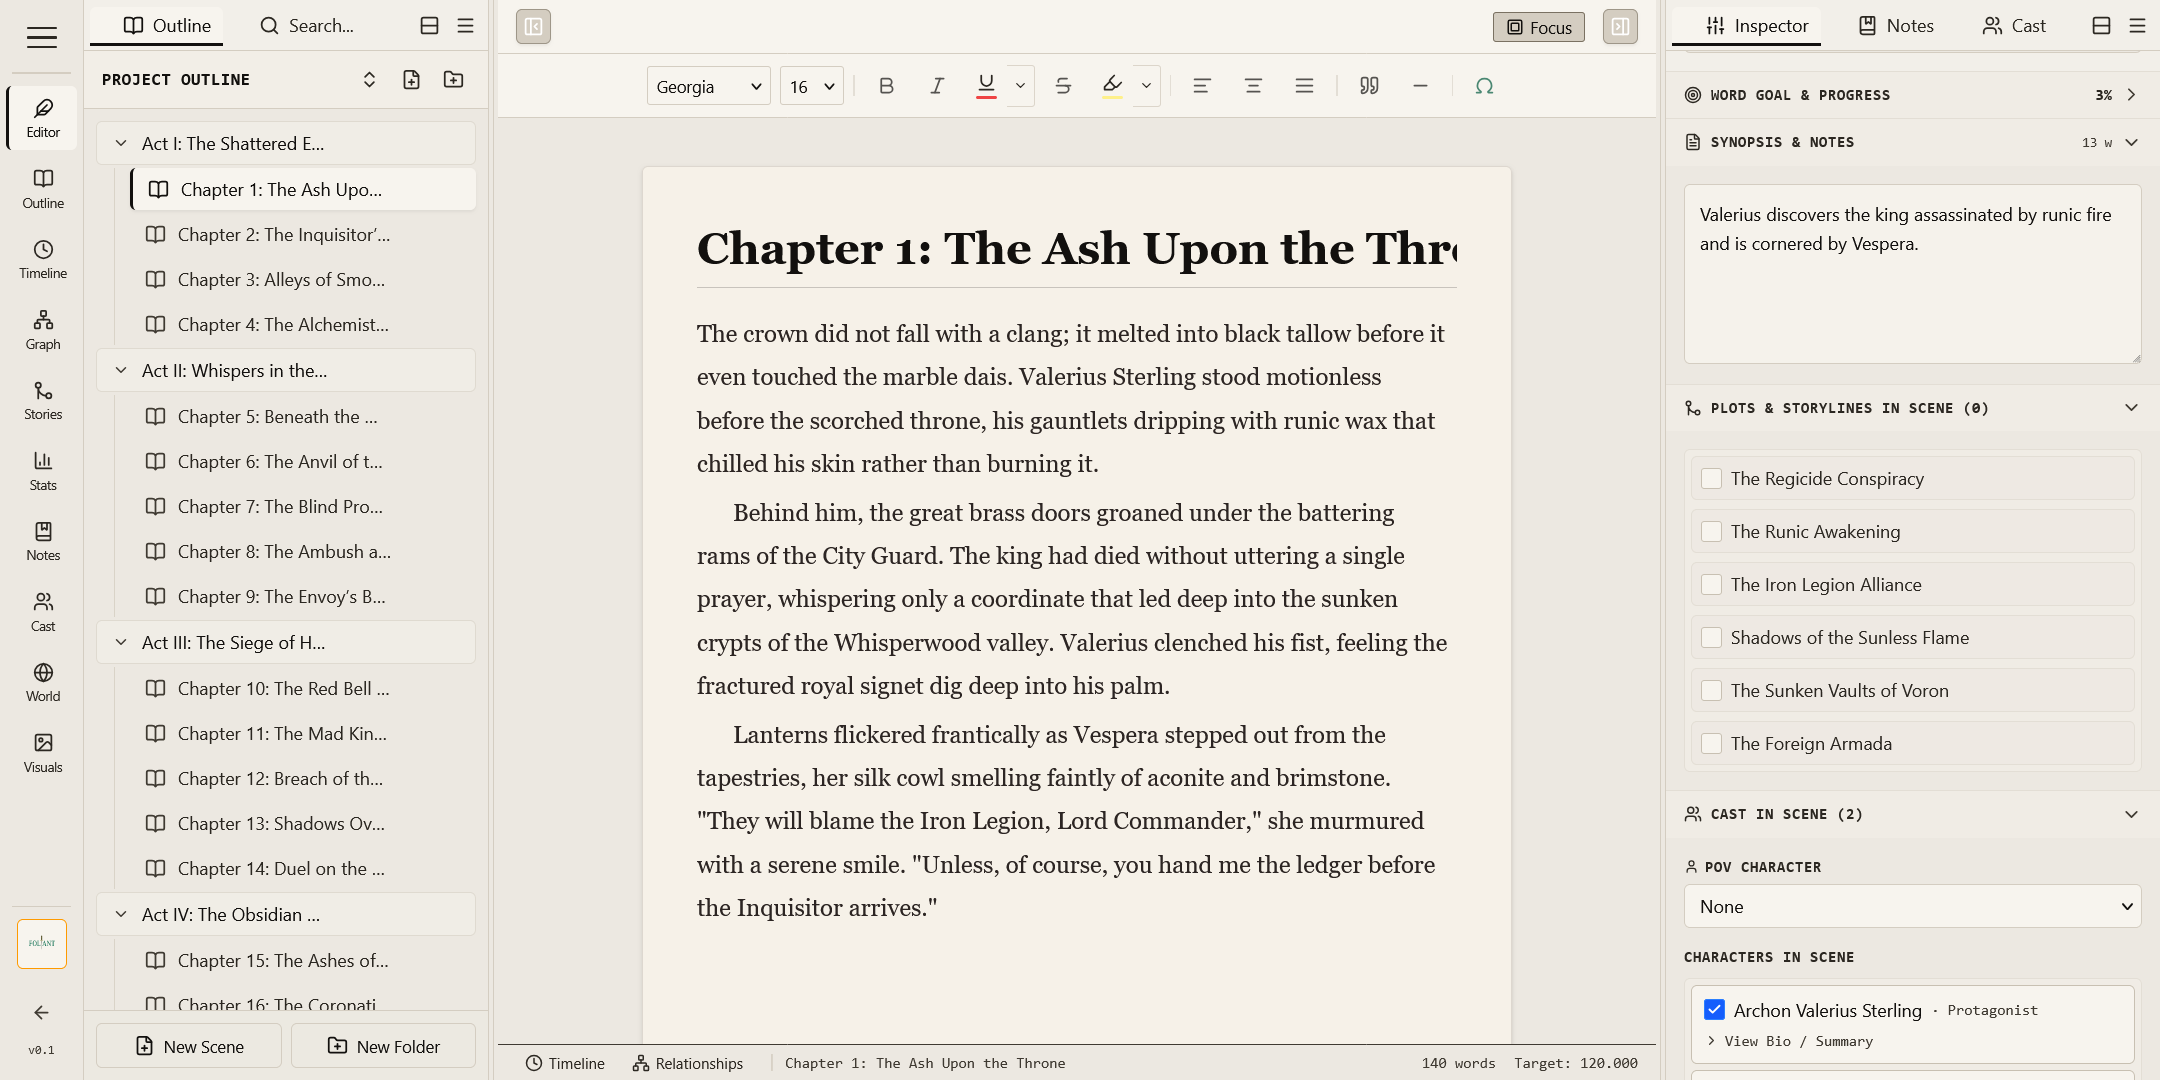 Editor
Outline
Timeline
Graph
Stories
Stats
Notes
Cast
World
Visuals
FOLIANT
v0.1
Outline
Search...
PROJECT OUTLINE
Act I: The Shattered E...
Chapter 1: The Ash Upo...
Chapter 2: The Inquisitor’...
Chapter 3: Alleys of Smo...
Chapter 4: The Alchemist...
Act II: Whispers in the...
Chapter 5: Beneath the ...
Chapter 6: The Anvil of t...
Chapter 7: The Blind Pro...
Chapter 8: The Ambush a...
Chapter 9: The Envoy’s B...
Act III: The Siege of H...
Chapter 10: The Red Bell ...
Chapter 11: The Mad Kin...
Chapter 12: Breach of th...
Chapter 13: Shadows Ov...
Chapter 14: Duel on the ...
Act IV: The Obsidian ...
Chapter 15: The Ashes of...
Chapter 16: The Coronati
New Scene
New Folder
Focus
Georgia
16
Chapter 1: The Ash Upon the Thro
The crown did not fall with a clang; it melted into black tallow before it
even touched the marble dais. Valerius Sterling stood motionless
before the scorched throne, his gauntlets dripping with runic wax that
chilled his skin rather than burning it.
Behind him, the great brass doors groaned under the battering
rams of the City Guard. The king had died without uttering a single
prayer, whispering only a coordinate that led deep into the sunken
crypts of the Whisperwood valley. Valerius clenched his fist, feeling the
fractured royal signet dig deep into his palm.
Lanterns flickered frantically as Vespera stepped out from the
tapestries, her silk cowl smelling faintly of aconite and brimstone.
"They will blame the Iron Legion, Lord Commander," she murmured
with a serene smile. "Unless, of course, you hand me the ledger before
the Inquisitor arrives."
Timeline
Relationships
Chapter 1: The Ash Upon the Throne
140 words
Target: 120.000
Inspector
Notes
Cast
WORD GOAL & PROGRESS
3%
SYNOPSIS & NOTES
13 w
Valerius discovers the king assassinated by runic fire
and is cornered by Vespera.
PLOTS & STORYLINES IN SCENE (0)
The Regicide Conspiracy
The Runic Awakening
The Iron Legion Alliance
Shadows of the Sunless Flame
The Sunken Vaults of Voron
The Foreign Armada
CAST IN SCENE (2)
POV CHARACTER
None
CHARACTERS IN SCENE
Archon Valerius Sterling · Protagonist
View Bio / Summary